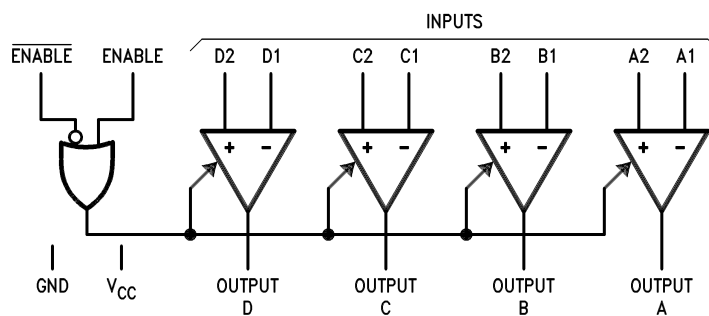 INPUTS
ENABLE ENABLE D2 D1 C2 C1 B2 B1 A2 A1
+ − + − + − + −
GND VCC OUTPUT OUTPUT OUTPUT OUTPUT
D C B A